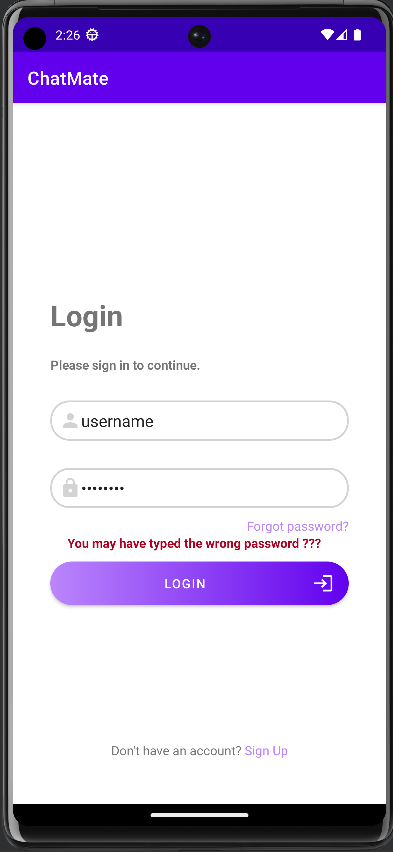 2:26
ChatMate
Login
Please sign in to continue.
username
••••••••
Forgot password?
You may have typed the wrong password ???
LOGIN
Don't have an account? Sign Up